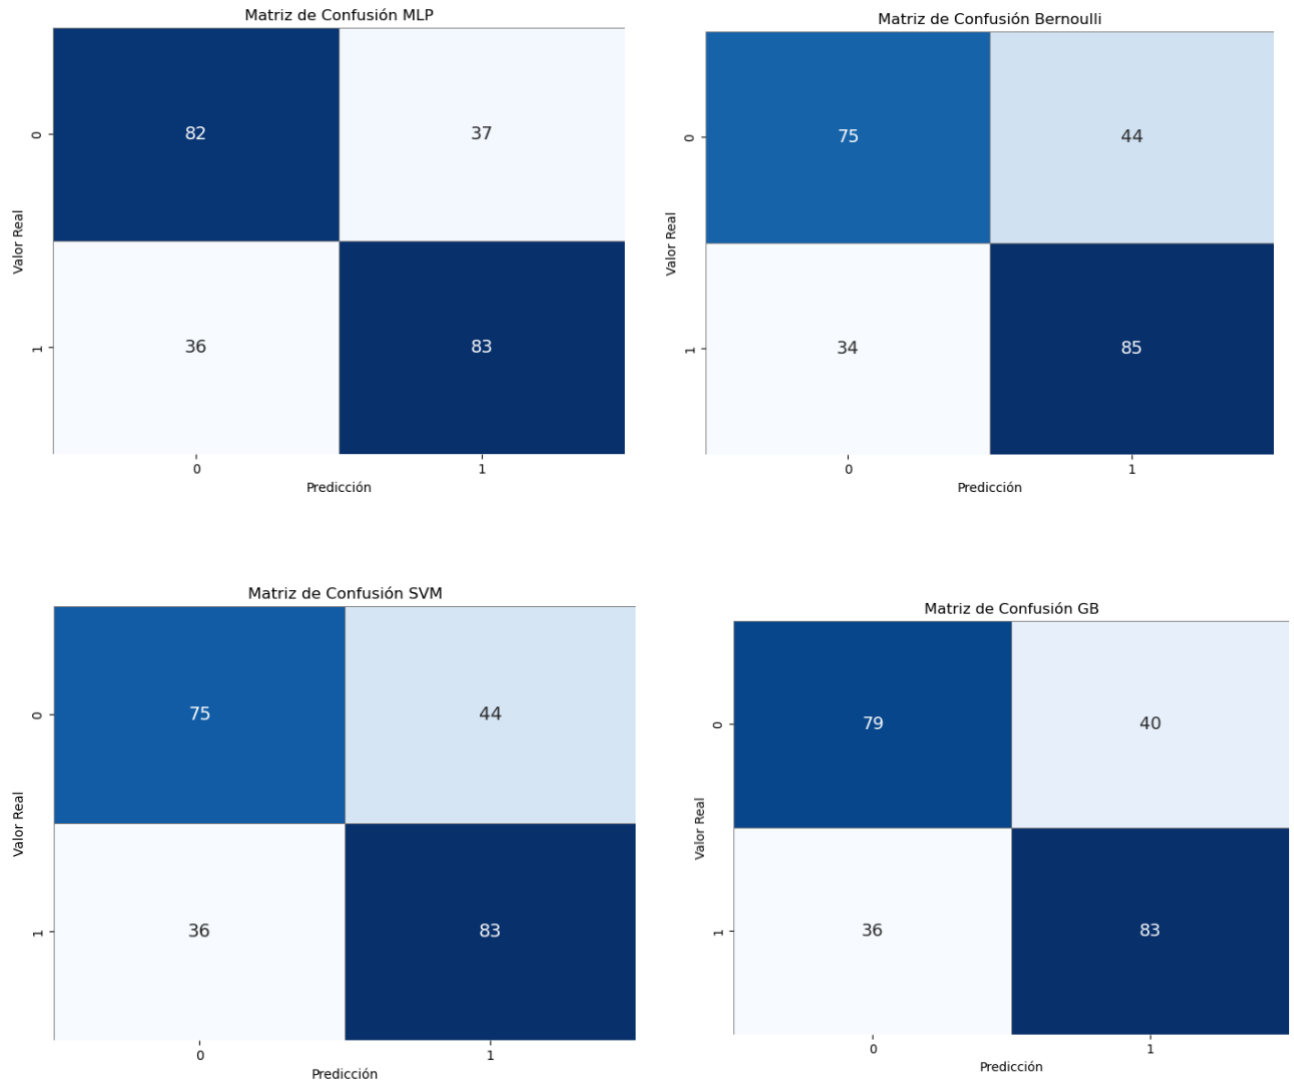 Matriz de Confusión MLP
0
82
37
Valor Real
1
36
83
0
1
Predicción
Matriz de Confusión Bernoulli
0
75
44
Valor Real
1
34
85
0
1
Predicción
Matriz de Confusión SVM
0
75
44
Valor Real
1
36
83
0
1
Predicción
Matriz de Confusión GB
0
79
40
Valor Real
1
36
83
0
1
Predicción